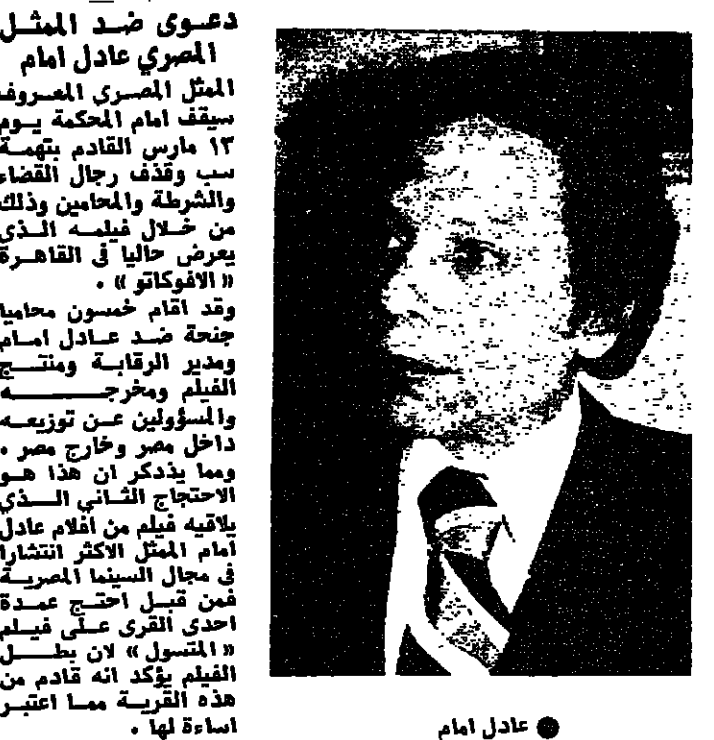 دعوى ضد الممثل
المصري عادل امام
الممثل المصري المعروف
سيقف امام المحكمة يوم
١٣ مارس القادم بتهمة
سب وقذف رجال القضاء
والشرطة والمحامين وذلك
من خلال فيلمه الذي
يعرض حاليا في القاهرة
« الافوكاتو » .
وقد اقام خمسون محاميا
جنحة ضد عادل امام
ومدير الرقابة ومنتج
الفيلم ومخرجه
والمسؤولين عن توزيعه
داخل مصر وخارج مصر .
ومما يذدكر ان هذا هو
الاحتجاج الثاني الذي
يلاقيه فيلم من افلام عادل
امام الممثل الاكثر انتشارا
في مجال السينما المصرية
فمن قبل احتج عمدة
احدى القرى على فيلم
« المتسول » لان بطل
الفيلم يؤكد انه قادم من
هذه القرية مما اعتبر
اساءة لها .
● عادل امام